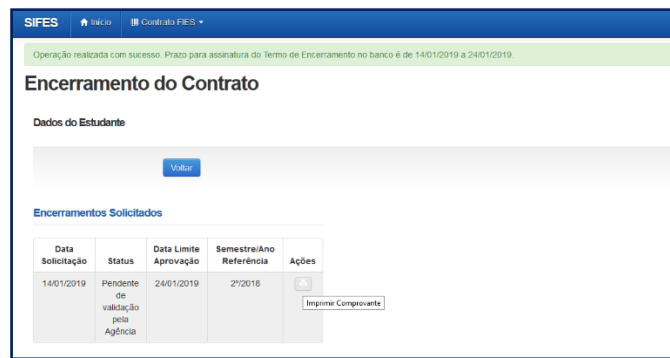 SIFES Início Contrato FIES
Operação realizada com sucesso. Prazo para assinatura do Termo de Encerramento no banco é de 14/01/2019 a 24/01/2019.
Encerramento do Contrato
Dados do Estudante
Voltar
Encerramentos Solicitados
Data Solicitação Status Data Limite Aprovação Semestre/Ano Referência Ações
14/01/2019 Pendente de validação pela Agência 24/01/2019 2º/2018
Imprimir Comprovante